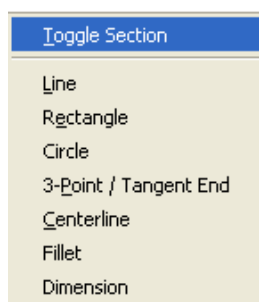 Toggle Section
Line
Rectangle
Circle
3-Point / Tangent End
Centerline
Fillet
Dimension